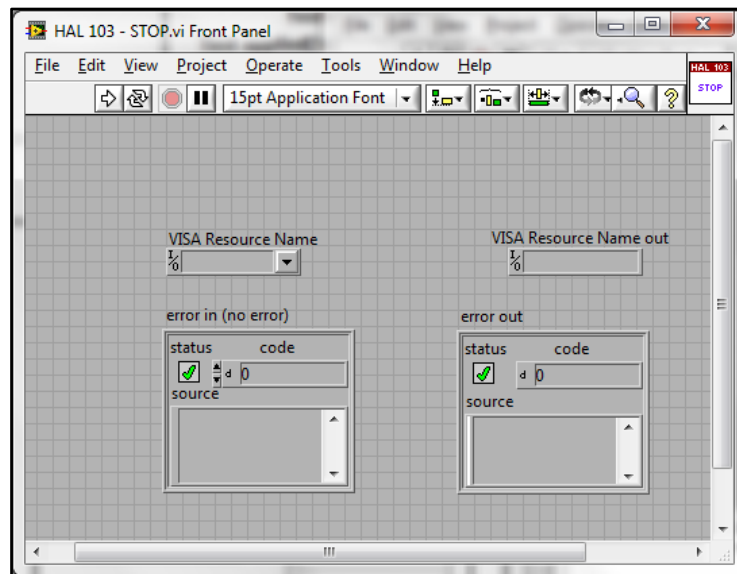 HAL 103 - STOP.vi Front Panel
File Edit View Project Operate Tools Window Help
HAL 103
STOP
15pt Application Font
VISA Resource Name
VISA Resource Name out
I/O
I/O
error in (no error)
error out
status code
d 0
source
status code
d 0
source